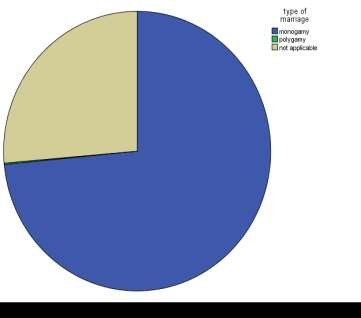 type of
marriage
monogamy
polygamy
not applicable